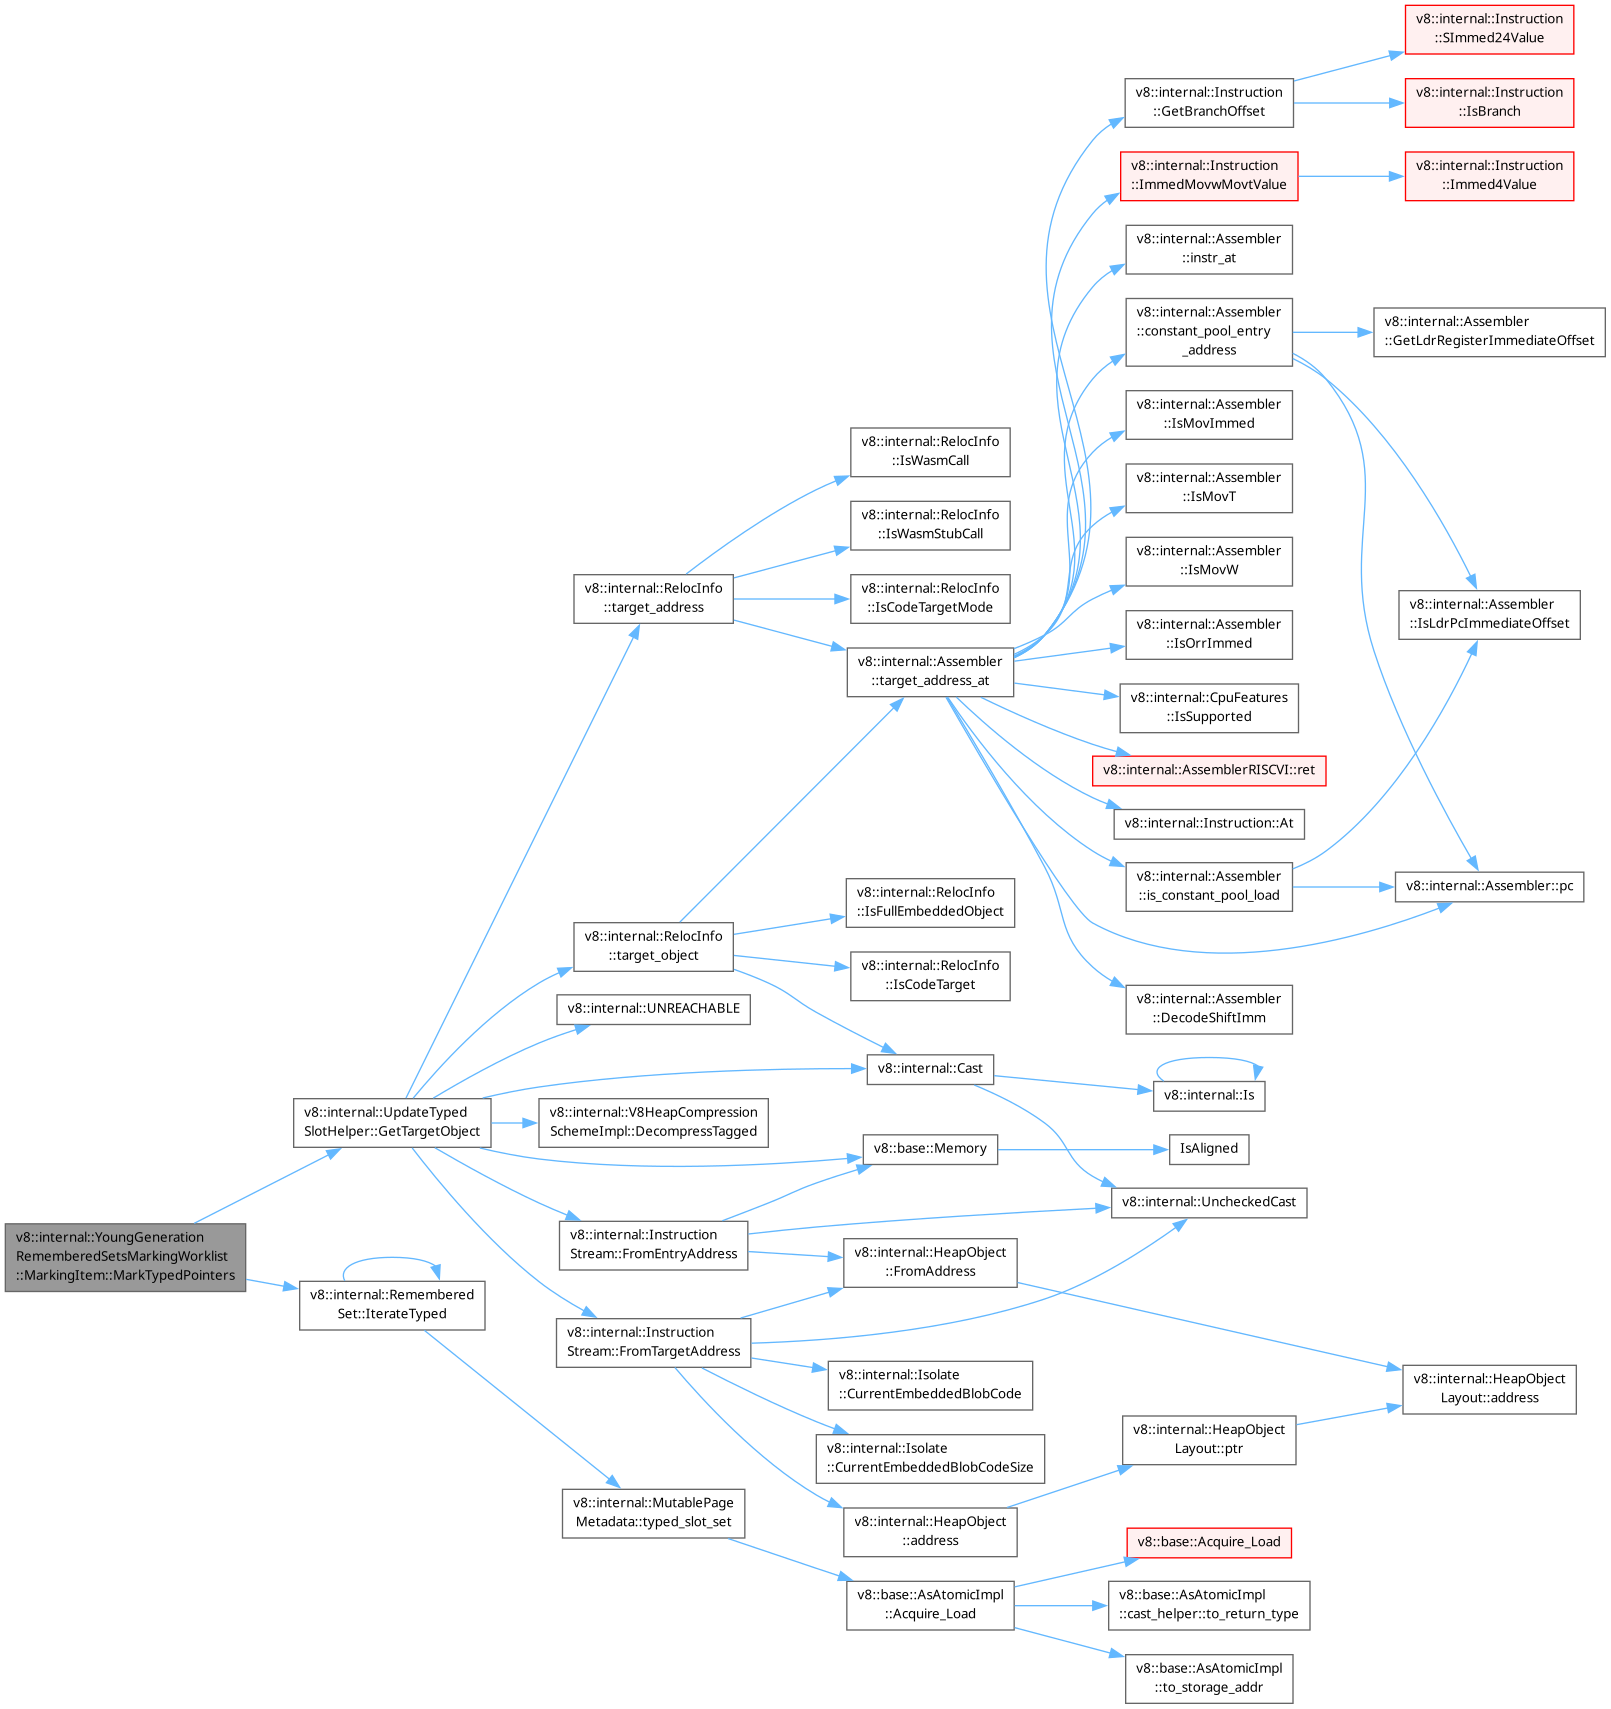 v8::internal::YoungGeneration
RememberedSetsMarkingWorklist
::MarkingItem::MarkTypedPointers
v8::internal::UpdateTyped
SlotHelper::GetTargetObject
v8::internal::Remembered
Set::IterateTyped
v8::internal::RelocInfo
::target_address
v8::internal::RelocInfo
::target_object
v8::internal::UNREACHABLE
v8::internal::V8HeapCompression
SchemeImpl::DecompressTagged
v8::internal::Instruction
Stream::FromEntryAddress
v8::internal::Instruction
Stream::FromTargetAddress
v8::internal::MutablePage
Metadata::typed_slot_set
v8::internal::RelocInfo
::IsWasmCall
v8::internal::RelocInfo
::IsWasmStubCall
v8::internal::RelocInfo
::IsCodeTargetMode
v8::internal::Assembler
::target_address_at
v8::internal::RelocInfo
::IsFullEmbeddedObject
v8::internal::RelocInfo
::IsCodeTarget
v8::internal::Cast
v8::base::Memory
v8::internal::HeapObject
::FromAddress
v8::internal::Isolate
::CurrentEmbeddedBlobCode
v8::internal::Isolate
::CurrentEmbeddedBlobCodeSize
v8::internal::HeapObject
::address
v8::base::AsAtomicImpl
::Acquire_Load
v8::internal::Instruction
::GetBranchOffset
v8::internal::Instruction
::ImmedMovwMovtValue
v8::internal::Assembler
::instr_at
v8::internal::Assembler
::constant_pool_entry
_address
v8::internal::Assembler
::IsMovImmed
v8::internal::Assembler
::IsMovT
v8::internal::Assembler
::IsMovW
v8::internal::Assembler
::IsOrrImmed
v8::internal::CpuFeatures
::IsSupported
v8::internal::AssemblerRISCVI::ret
v8::internal::Instruction::At
v8::internal::Assembler
::is_constant_pool_load
v8::internal::Assembler
::DecodeShiftImm
v8::internal::Is
IsAligned
v8::internal::UncheckedCast
v8::internal::HeapObject
Layout::ptr
v8::base::Acquire_Load
v8::base::AsAtomicImpl
::cast_helper::to_return_type
v8::base::AsAtomicImpl
::to_storage_addr
v8::internal::Instruction
::SImmed24Value
v8::internal::Instruction
::IsBranch
v8::internal::Instruction
::Immed4Value
v8::internal::Assembler
::GetLdrRegisterImmediateOffset
v8::internal::Assembler
::IsLdrPcImmediateOffset
v8::internal::Assembler::pc
v8::internal::HeapObject
Layout::address